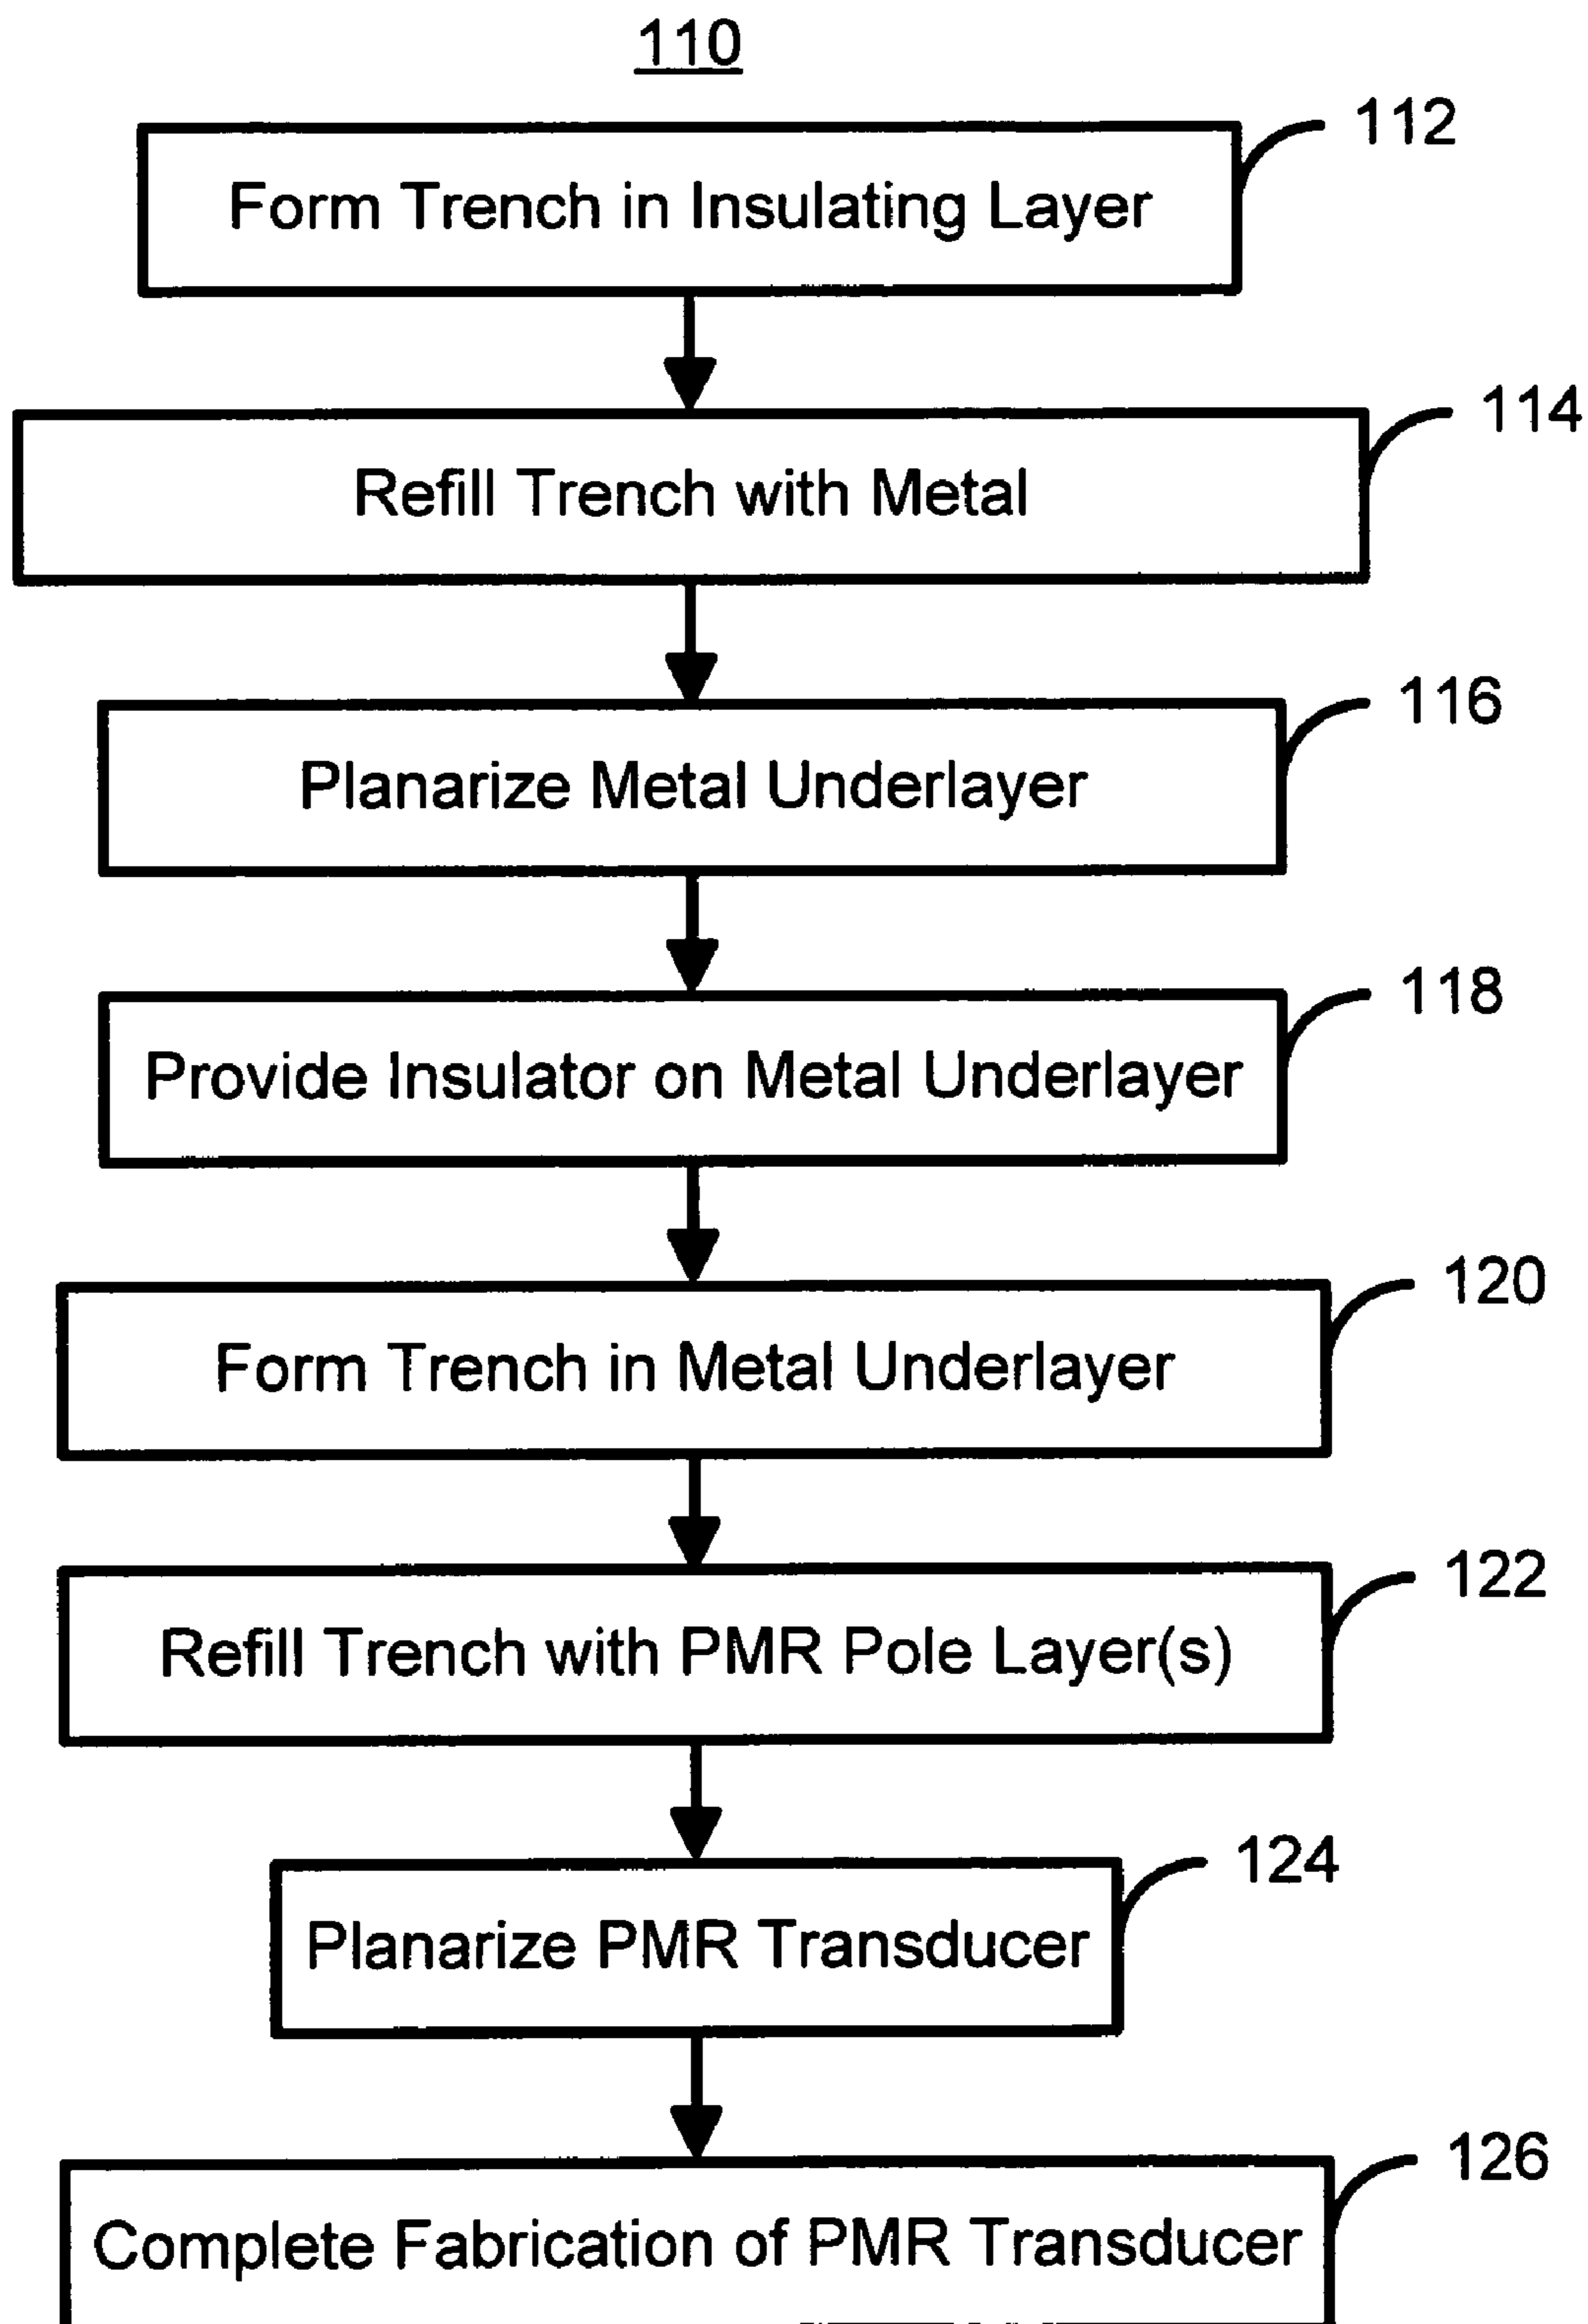 110
112
Form Trench in Insulating Layer
114
Refill Trench with Metal
116
Planarize Metal Underlayer
118
Provide Insulator on Metal Underlayer
120
Form Trench in Metal Underlayer
122
Refill Trench with PMR Pole Layer(s)
124
Planarize PMR Transducer
126
Complete Fabrication of PMR Transducer